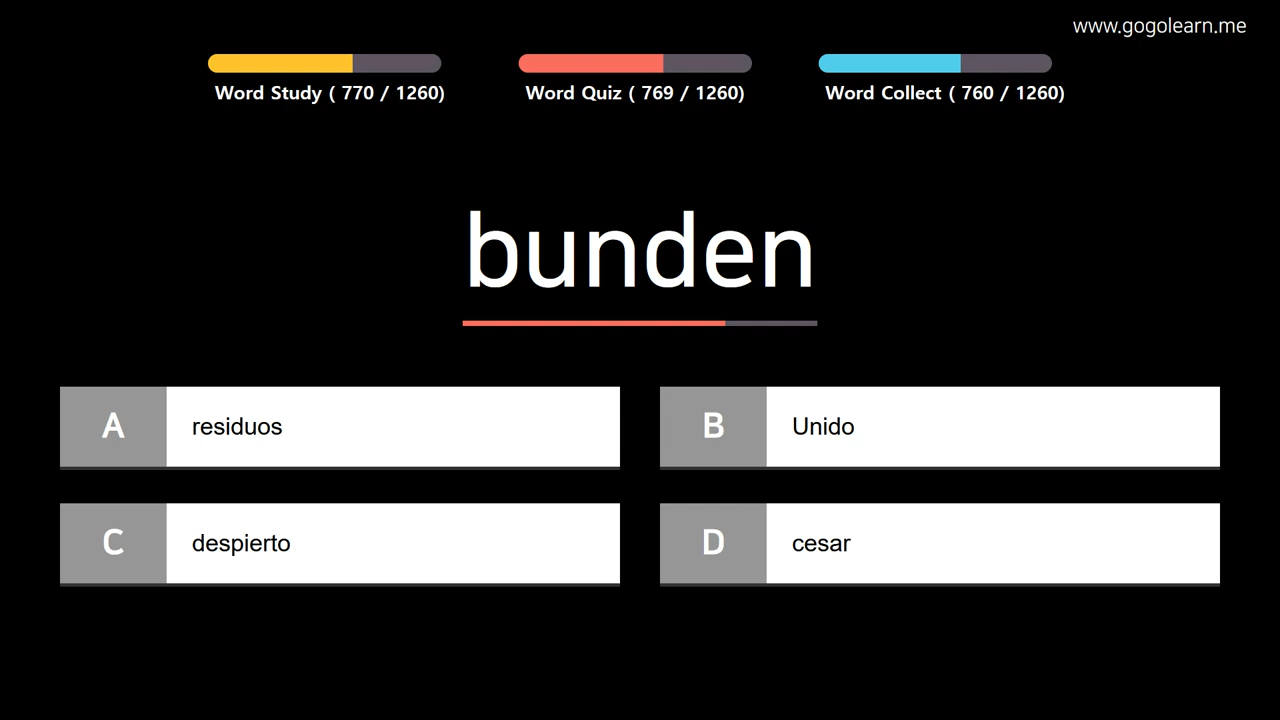 www.gogolearn.me
Word Study ( 770 / 1260)
Word Quiz ( 769 / 1260)
Word Collect ( 760 / 1260)
bunden
A residuos
B Unido
C despierto
D cesar